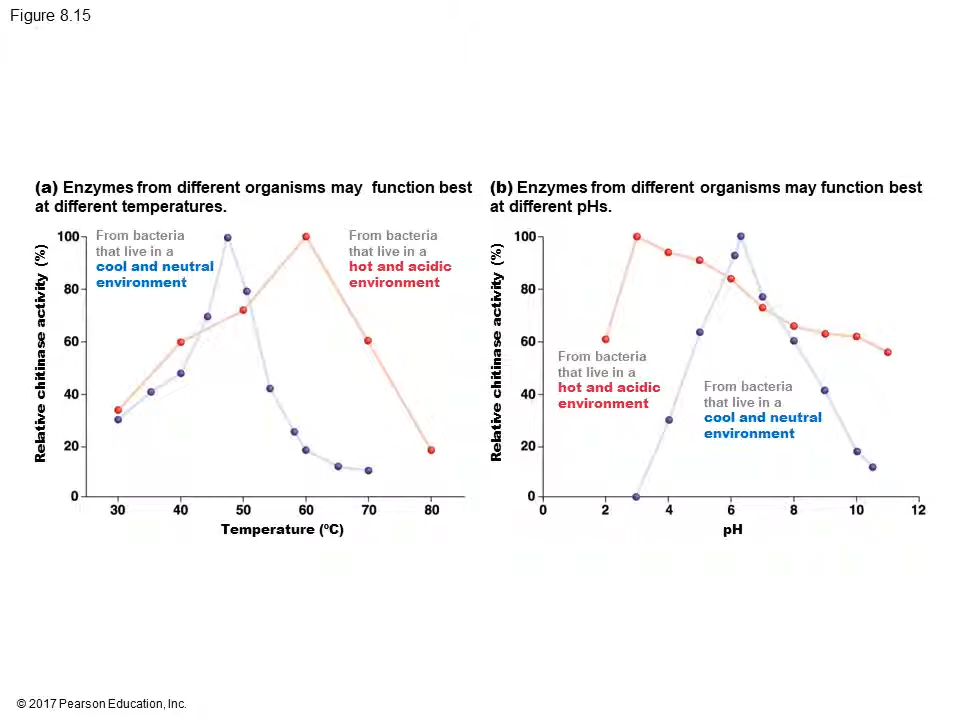 Figure 8.15
(a) Enzymes from different organisms may function best
at different temperatures.
Relative chitinase activity (%)
100
80
60
40
20
0
From bacteria
that live in a
cool and neutral
environment
From bacteria
that live in a
hot and acidic
environment
30 40 50 60 70 80
Temperature (ºC)
(b) Enzymes from different organisms may function best
at different pHs.
Relative chitinase activity (%)
100
80
60
40
20
0
From bacteria
that live in a
hot and acidic
environment
From bacteria
that live in a
cool and neutral
environment
0 2 4 6 8 10 12
pH
© 2017 Pearson Education, Inc.